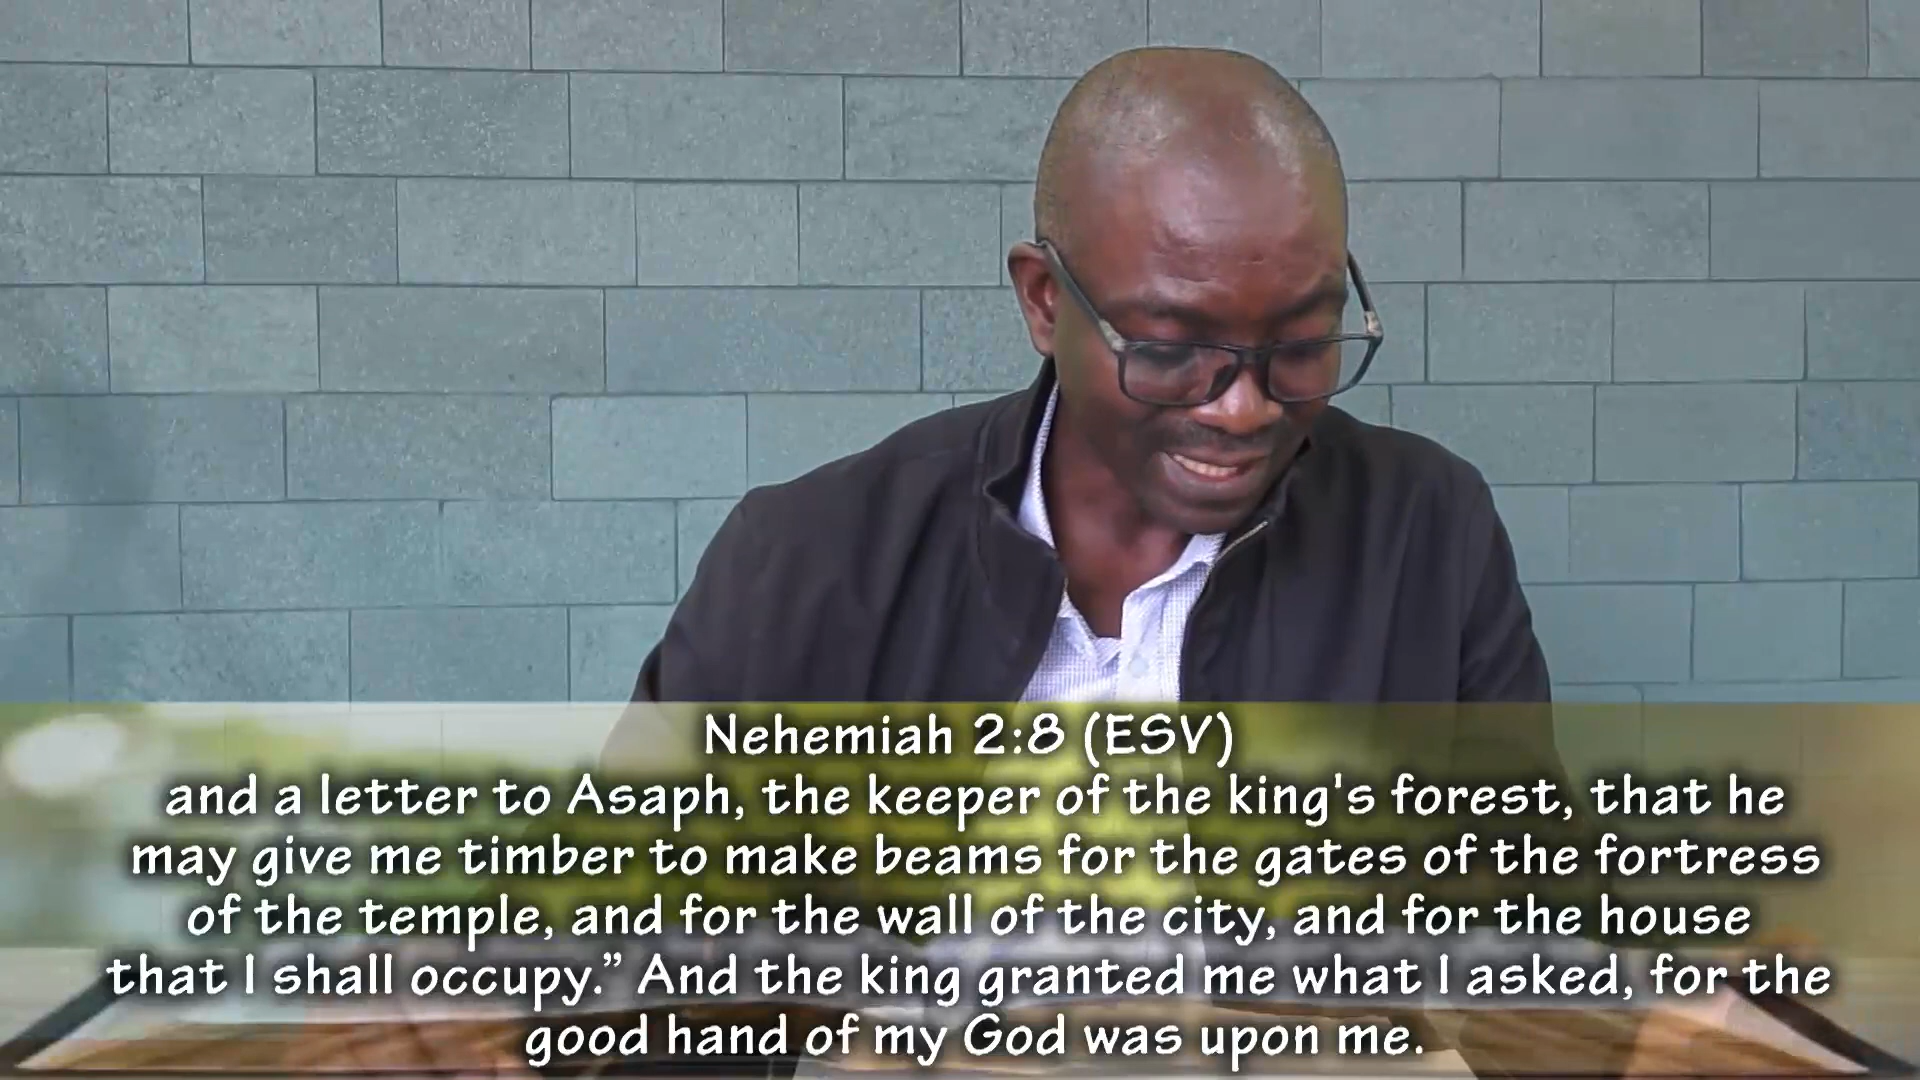 Nehemiah 2:8 (ESV)
and a letter to Asaph, the keeper of the king's forest, that he
may give me timber to make beams for the gates of the fortress
of the temple, and for the wall of the city, and for the house
that I shall occupy.” And the king granted me what I asked, for the
good hand of my God was upon me.